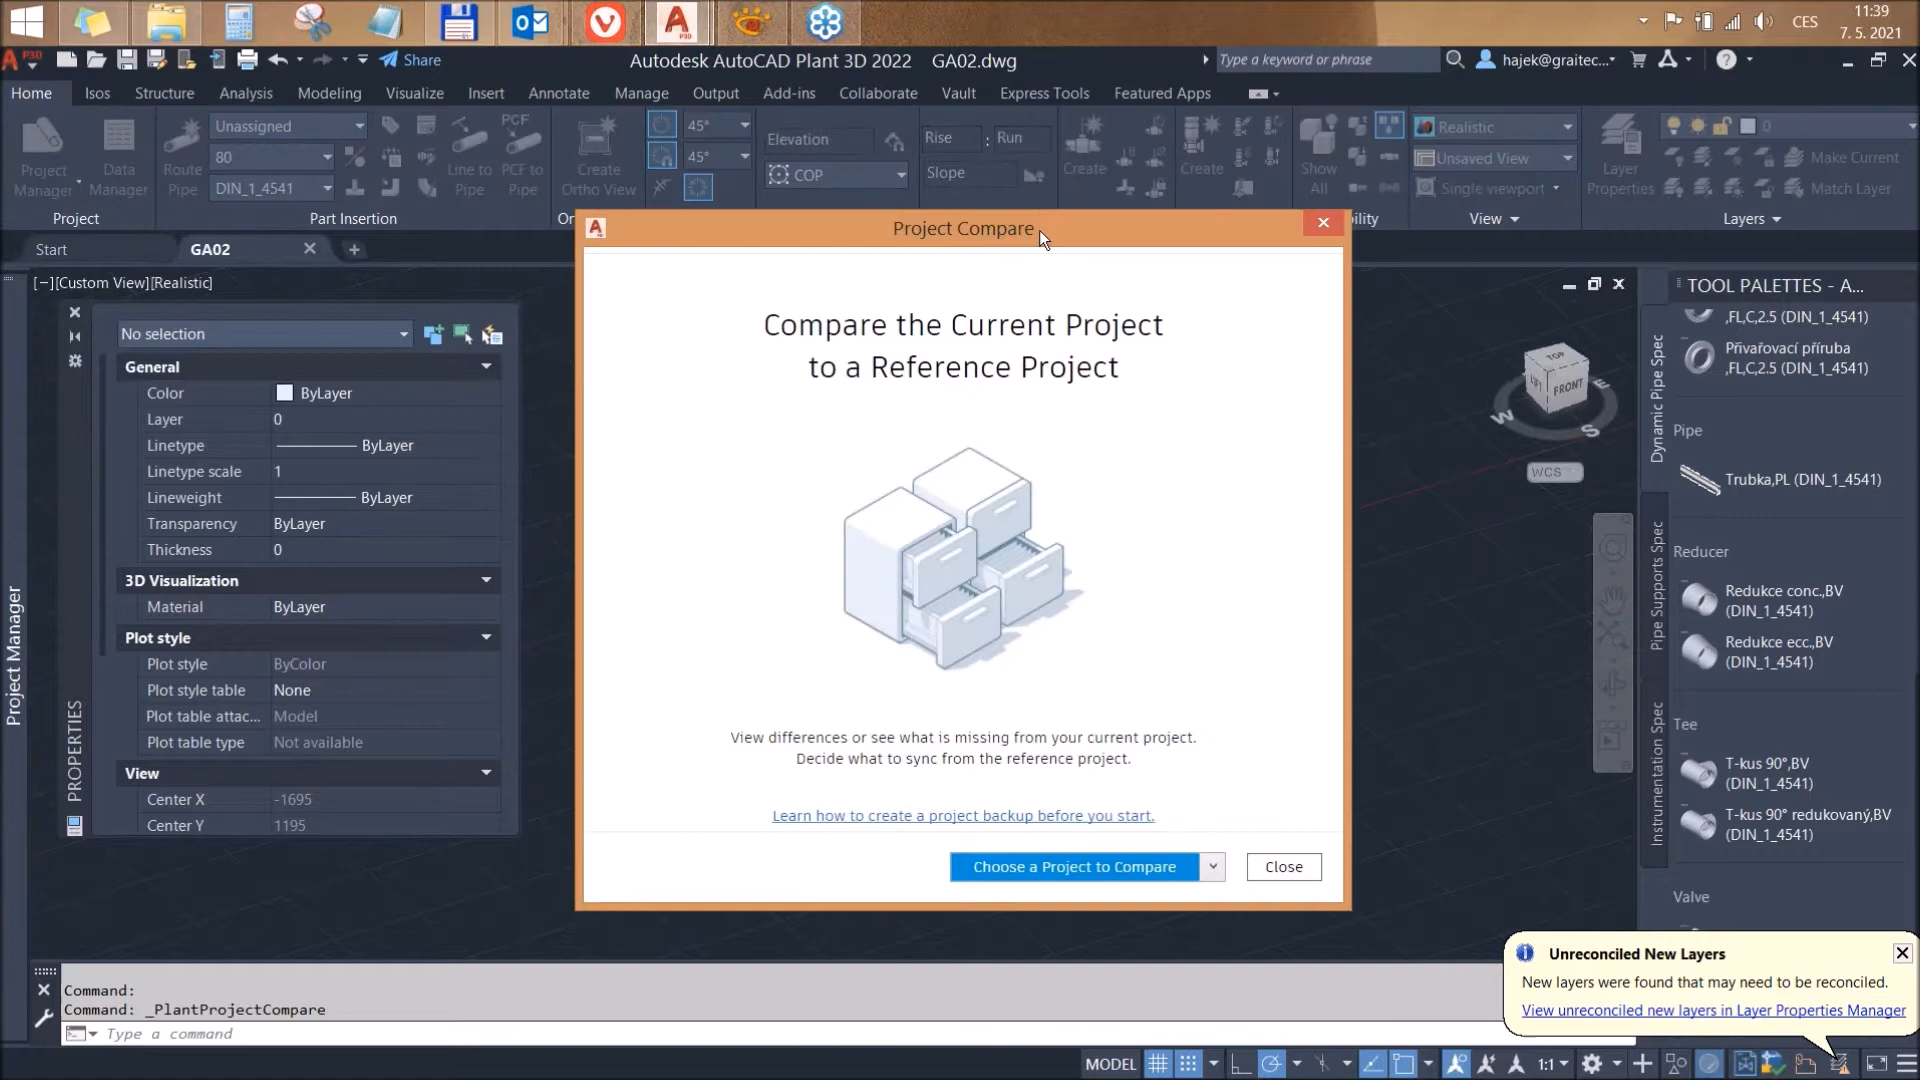 CES
11:39
7. 5. 2021
Share
Autodesk AutoCAD Plant 3D 2022 GA02.dwg
Type a keyword or phrase
hajek@graitec...
Home
Isos
Structure
Analysis
Modeling
Visualize
Insert
Annotate
Manage
Output
Add-ins
Collaborate
Vault
Express Tools
Featured Apps
Project Manager
Data Manager
Route Pipe
Unassigned
80
DIN_1_4541
Line to Pipe
PCF
PCF to Pipe
Create Ortho View
45°
45°
Elevation
COP
Rise : Run
Slope
Create
Create
Show All
Realistic
Unsaved View
Single viewport
Layer Properties
0
Make Current
Match Layer
Project
Part Insertion
Or
ility
View
Layers
Start
GA02
[−][Custom View][Realistic]
No selection
General
Color ByLayer
Layer 0
Linetype ByLayer
Linetype scale 1
Lineweight ByLayer
Transparency ByLayer
Thickness 0
3D Visualization
Material ByLayer
Plot style
Plot style ByColor
Plot style table None
Plot table attac... Model
Plot table type Not available
View
Center X -1695
Center Y 1195
Project Manager
PROPERTIES
Project Compare
Compare the Current Project
to a Reference Project
View differences or see what is missing from your current project.
Decide what to sync from the reference project.
Learn how to create a project backup before you start.
Choose a Project to Compare
Close
TOP
LEFT
FRONT
W
S
E
WCS
TOOL PALETTES - A...
Dynamic Pipe Spec
Pipe Supports Spec
Instrumentation Spec
,FL,C,2.5 (DIN_1_4541)
Přivařovací příruba
,FL,C,2.5 (DIN_1_4541)
Pipe
Trubka,PL (DIN_1_4541)
Reducer
Redukce conc.,BV
(DIN_1_4541)
Redukce ecc.,BV
(DIN_1_4541)
Tee
T-kus 90°,BV
(DIN_1_4541)
T-kus 90° redukovaný,BV
(DIN_1_4541)
Valve
Unreconciled New Layers
New layers were found that may need to be reconciled.
View unreconciled new layers in Layer Properties Manager
Command:
Command: _PlantProjectCompare
Type a command
MODEL
1:1